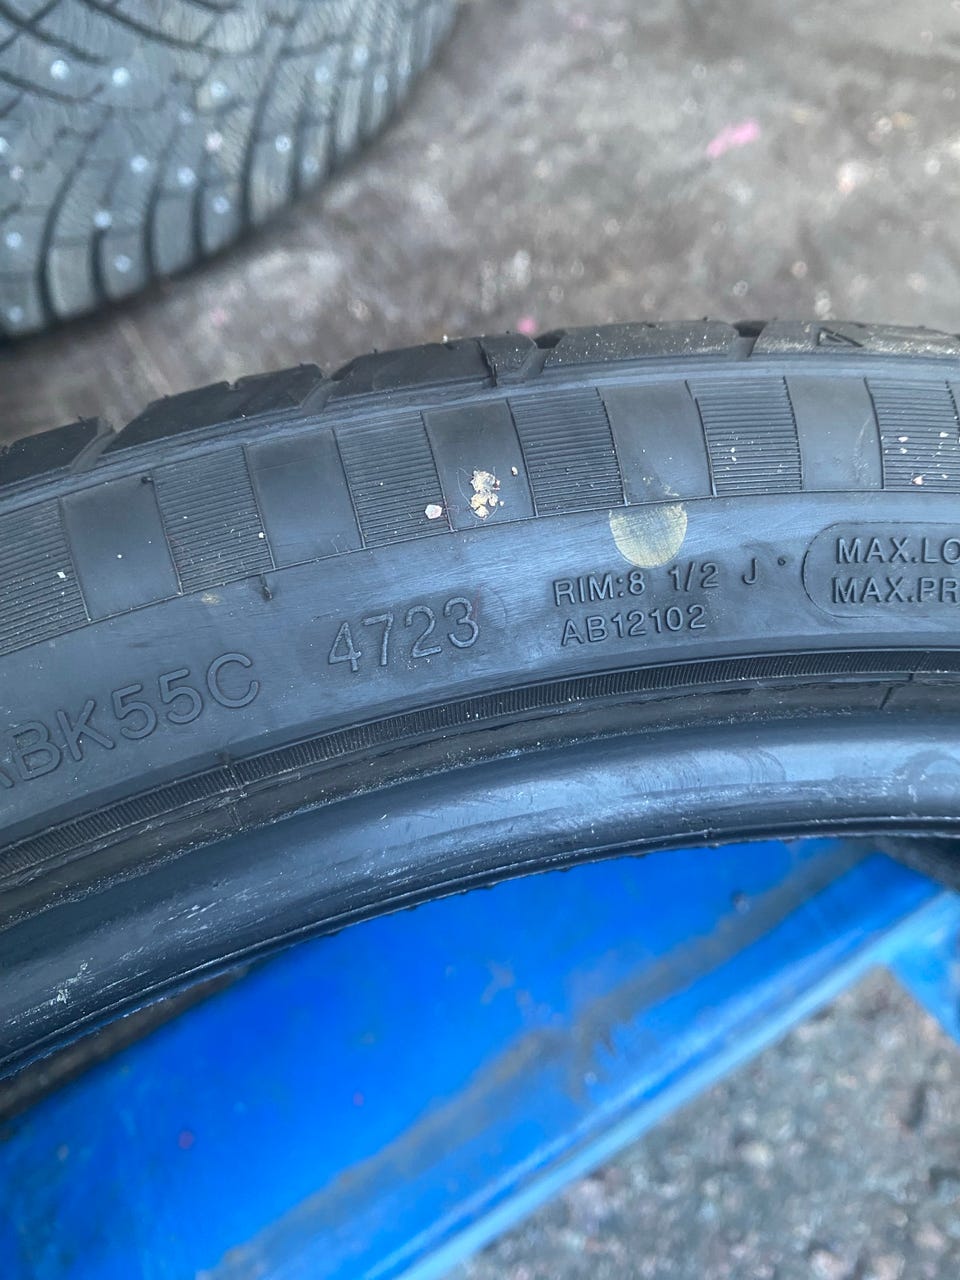 BK55C
4723
RIM:8 1/2 J
AB12102
MAX.LO
MAX.PR